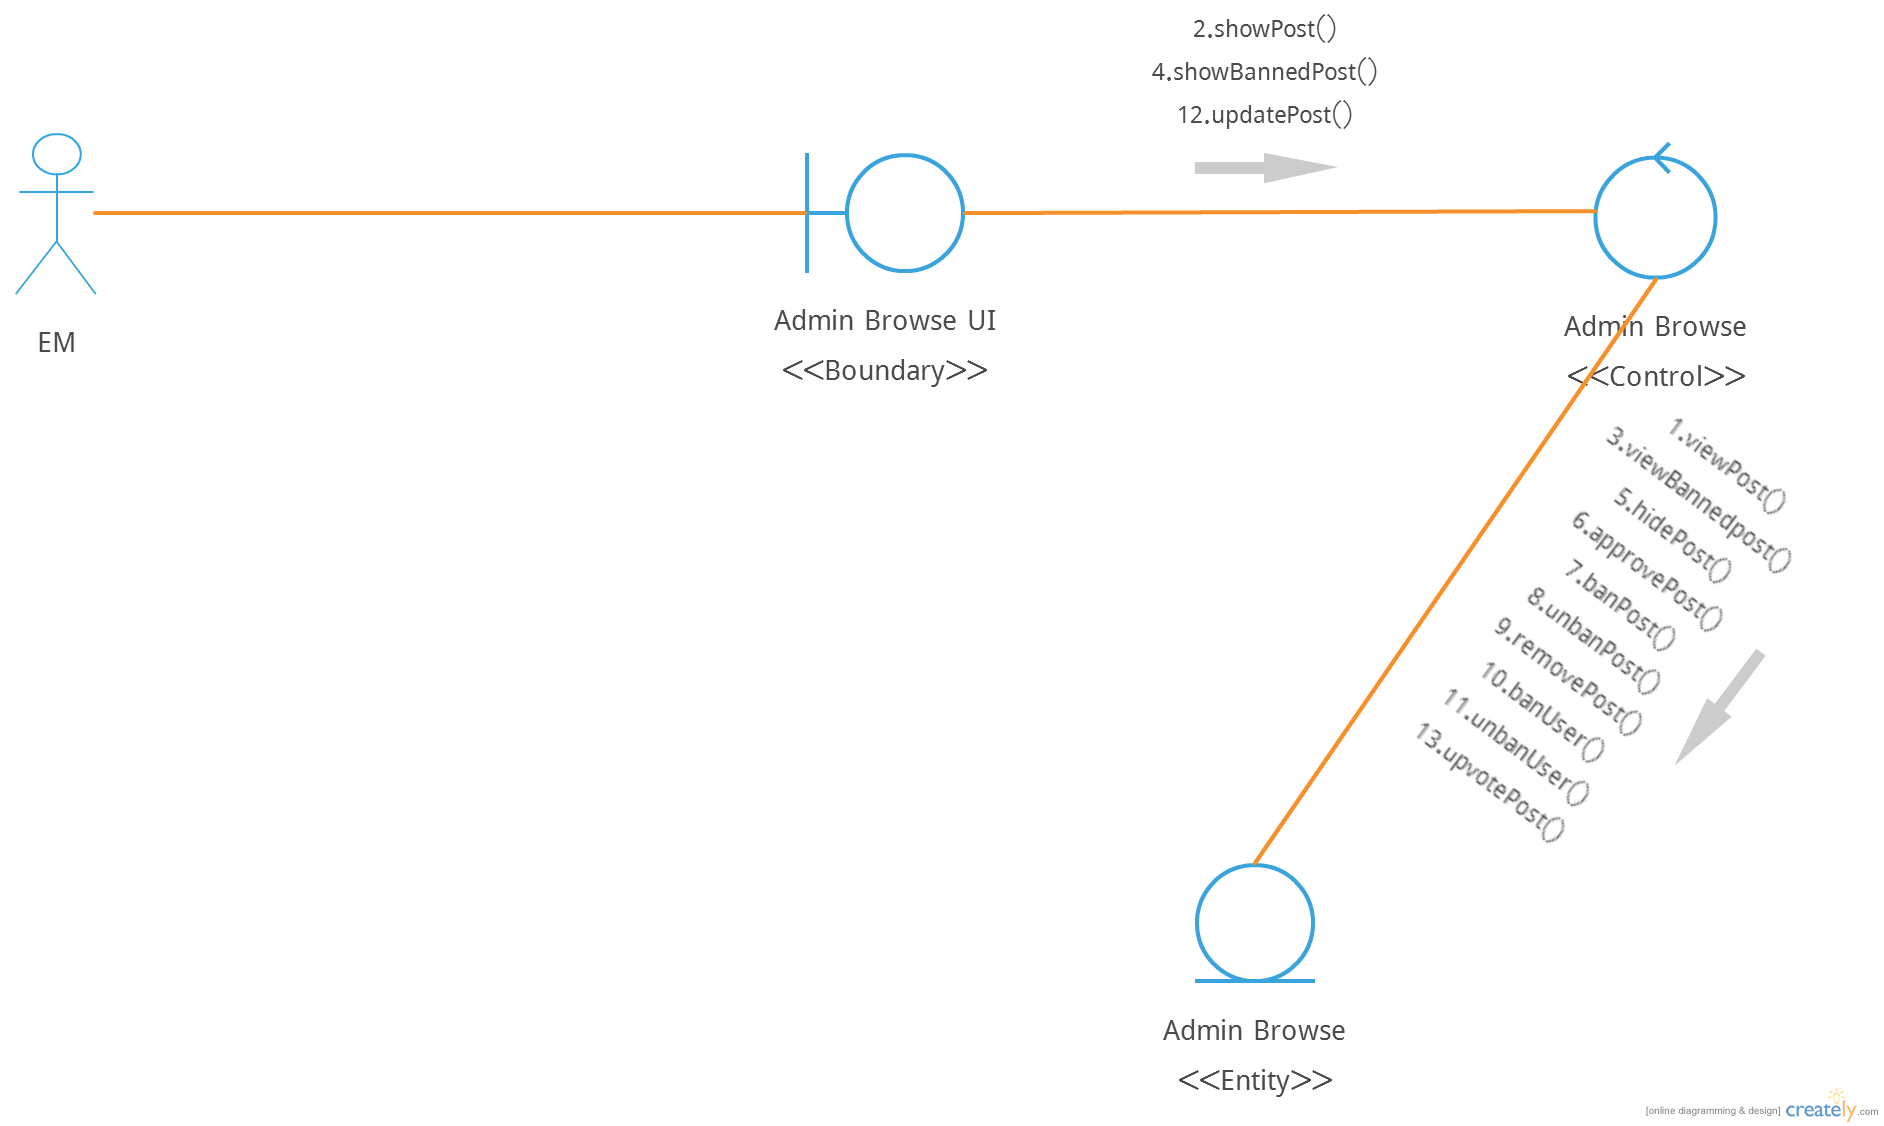 2.showPost()
4.showBannedPost()
12.updatePost()
EM
Admin Browse UI
<<Boundary>>
Admin Browse
<<Control>>
1.viewPost()
3.viewBannedpost()
5.hidePost()
6.approvePost()
7.banPost()
8.unbanPost()
9.removePost()
10.banUser()
11.unbanUser()
13.upvotePost()
Admin Browse
<<Entity>>
[online diagramming & design] creately.com